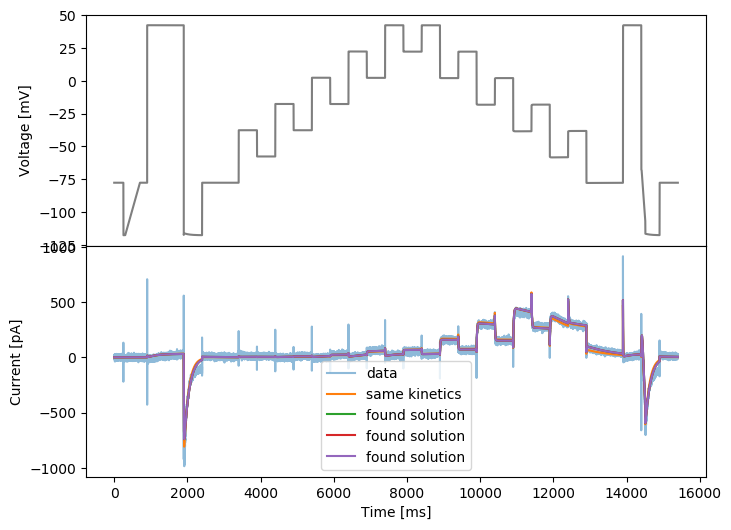 50
25
0
−25
−50
−75
−100
−125
Voltage [mV]
1000
500
0
−500
−1000
Current [pA]
data
same kinetics
found solution
found solution
found solution
0 2000 4000 6000 8000 10000 12000 14000 16000
Time [ms]